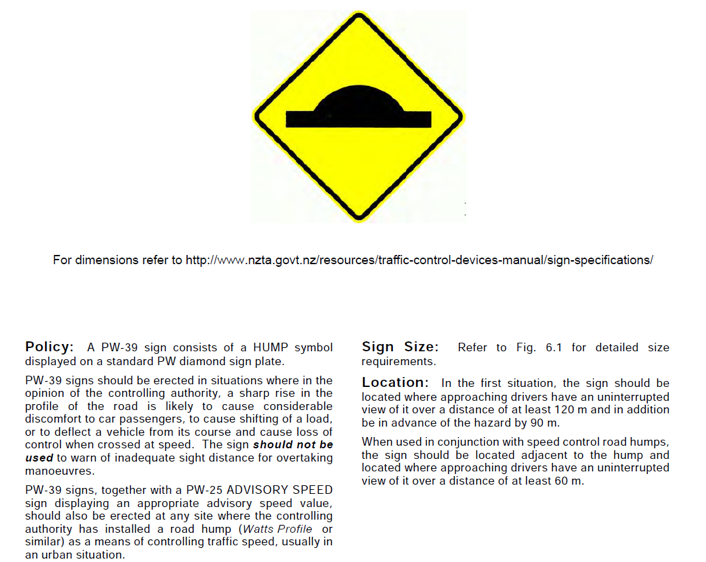 For dimensions refer to http://www.nzta.govt.nz/resources/traffic-control-devices-manual/sign-specifications/
Policy: A PW-39 sign consists of a HUMP symbol
displayed on a standard PW diamond sign plate.
PW-39 signs should be erected in situations where in the
opinion of the controlling authority, a sharp rise in the
profile of the road is likely to cause considerable
discomfort to car passengers, to cause shifting of a load,
or to deflect a vehicle from its course and cause loss of
control when crossed at speed. The sign should not be
used to warn of inadequate sight distance for overtaking
manoeuvres.
PW-39 signs, together with a PW-25 ADVISORY SPEED
sign displaying an appropriate advisory speed value,
should also be erected at any site where the controlling
authority has installed a road hump (Watts Profile or
similar) as a means of controlling traffic speed, usually in
an urban situation.
Sign Size: Refer to Fig. 6.1 for detailed size
requirements.
Location: In the first situation, the sign should be
located where approaching drivers have an uninterrupted
view of it over a distance of at least 120 m and in addition
be in advance of the hazard by 90 m.
When used in conjunction with speed control road humps,
the sign should be located adjacent to the hump and
located where approaching drivers have an uninterrupted
view of it over a distance of at least 60 m.